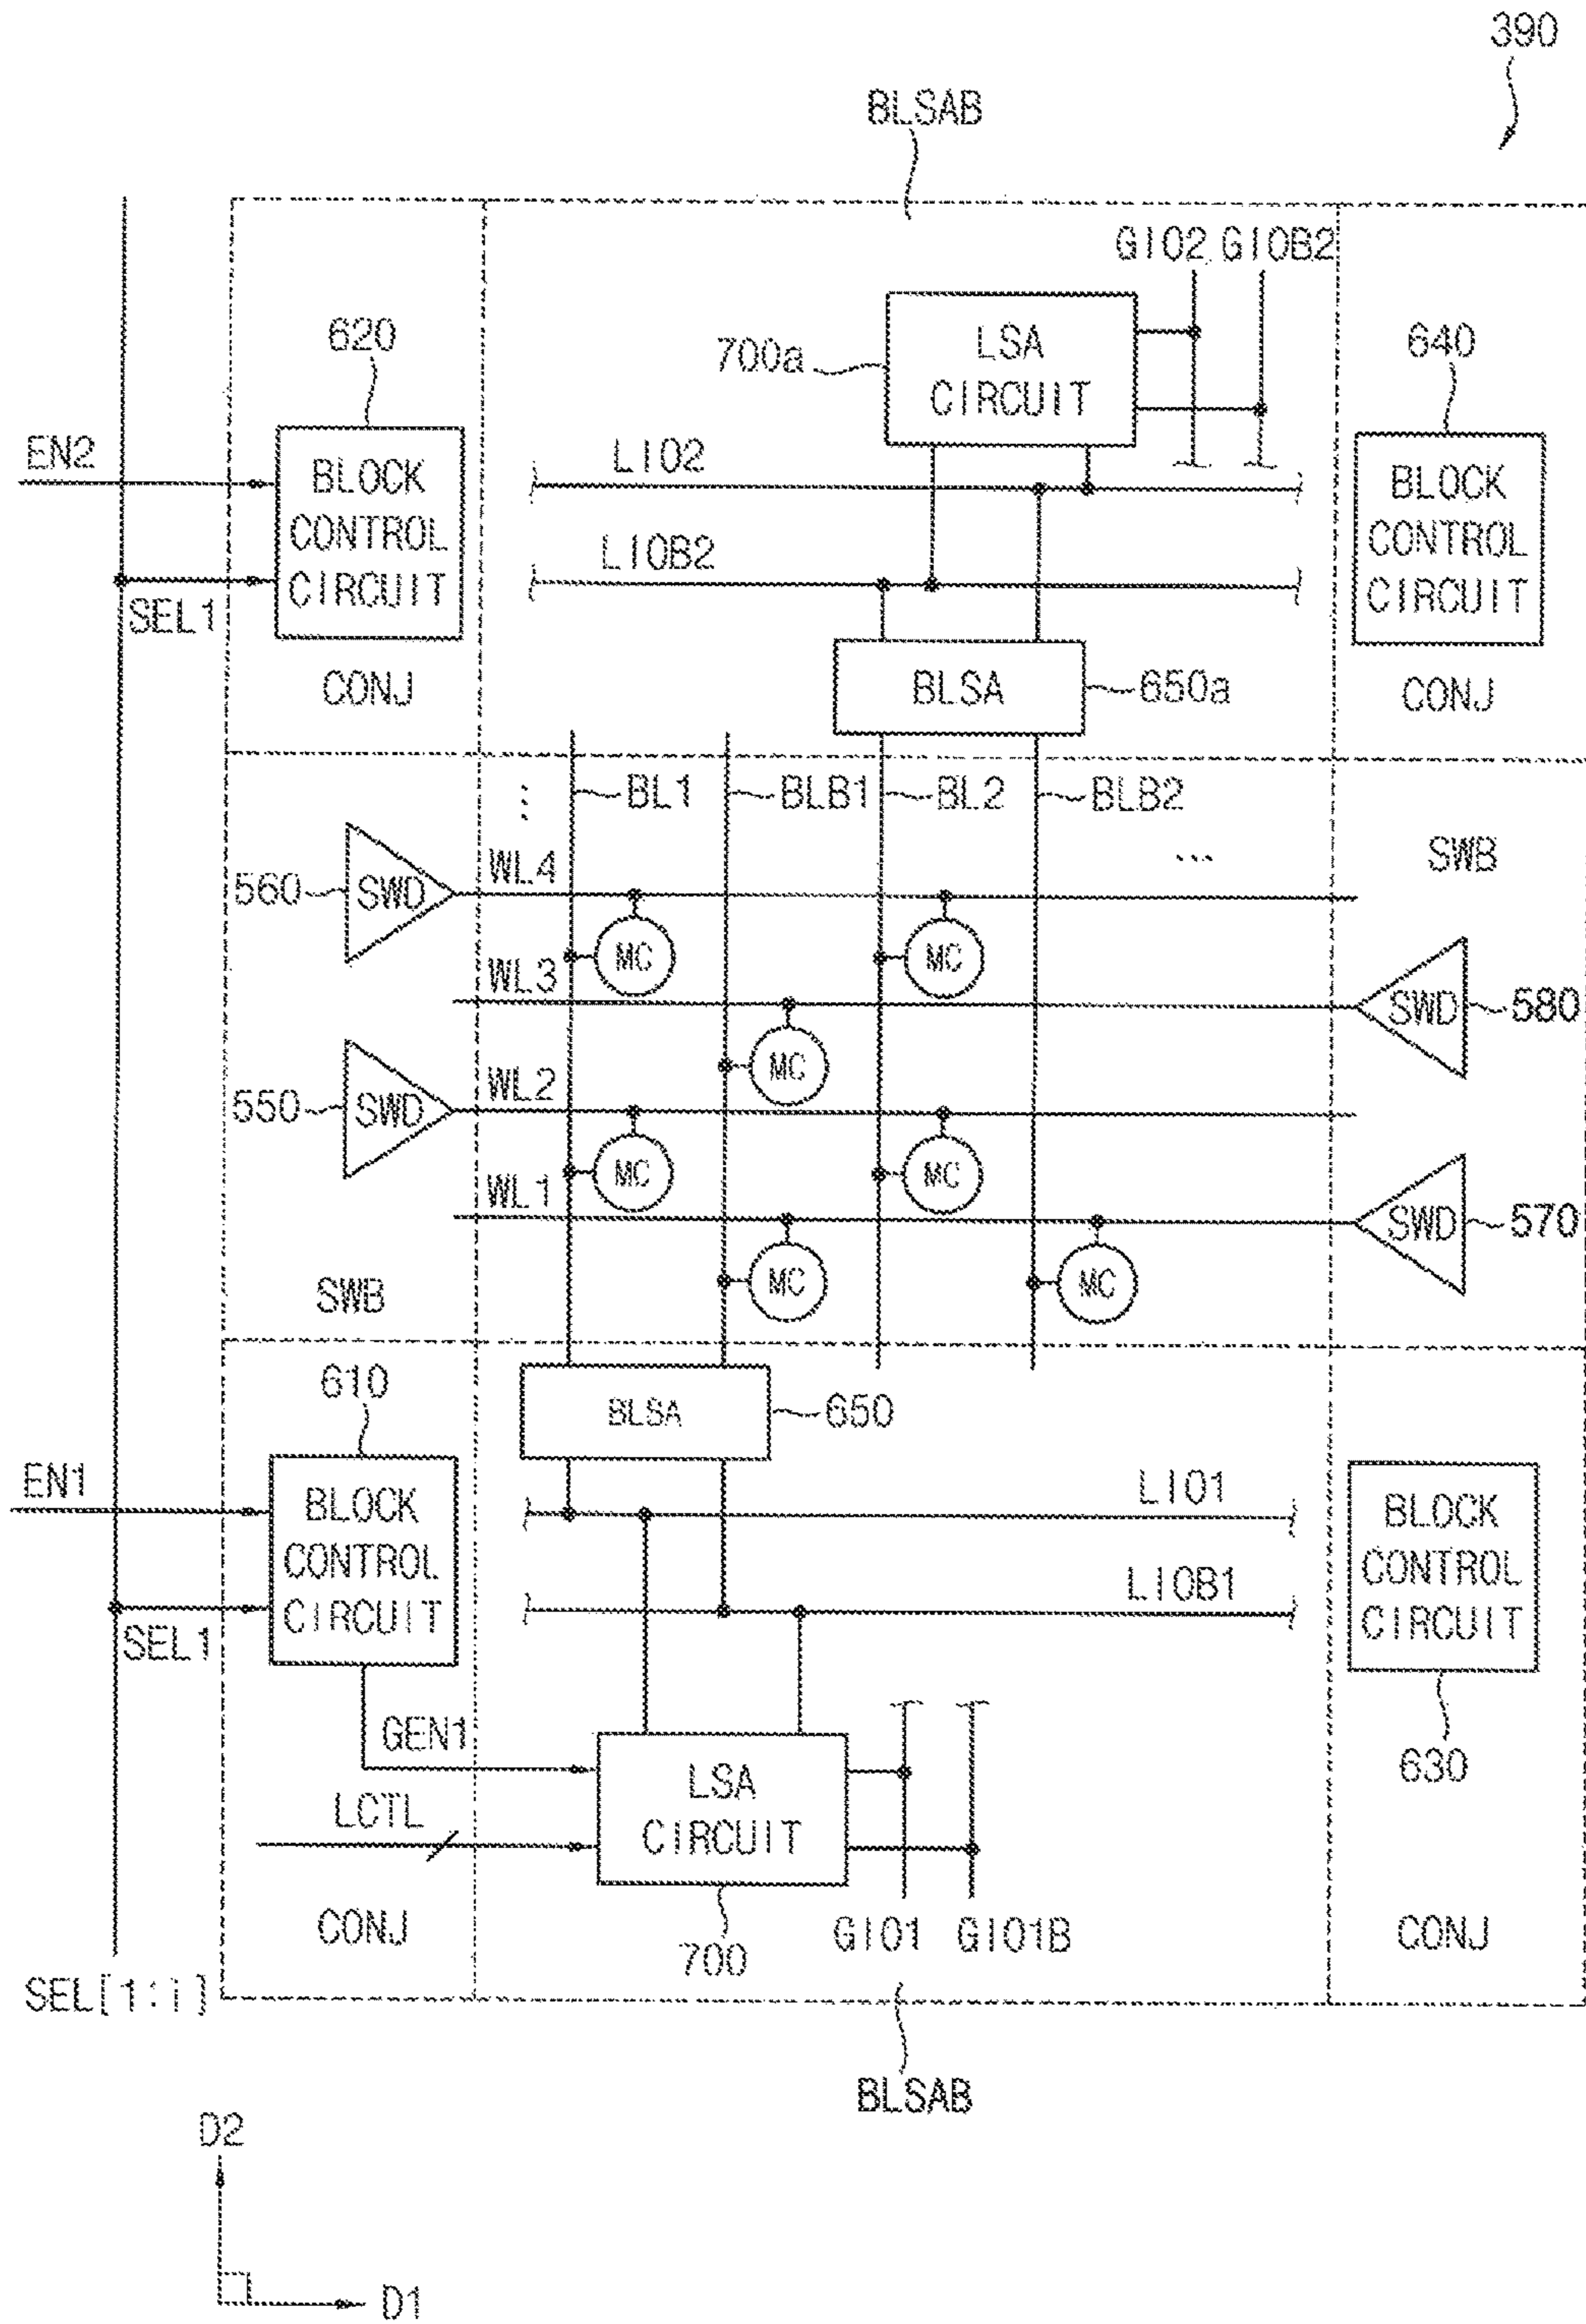 390
BLSAB
GIO2 GIOB2
620
700a
LSA
CIRCUIT
640
EN2
BLOCK
CONTROL
CIRCUIT
LIO2
BLOCK
CONTROL
CIRCUIT
LIOB2
SEL1
CONJ
BLSA
650a
CONJ
BL1
BLB1
BL2
BLB2
...
...
SWB
560
SWD
WL4
MC
MC
WL3
SWD
580
MC
550
SWD
WL2
MC
MC
WL1
SWD
570
MC
MC
SWB
610
BLSA
650
EN1
BLOCK
CONTROL
CIRCUIT
LIO1
BLOCK
CONTROL
CIRCUIT
LIOB1
SEL1
GEN1
630
LCTL
LSA
CIRCUIT
CONJ
700
GIO1 GIO1B
CONJ
SEL[1:i]
BLSAB
D2
D1